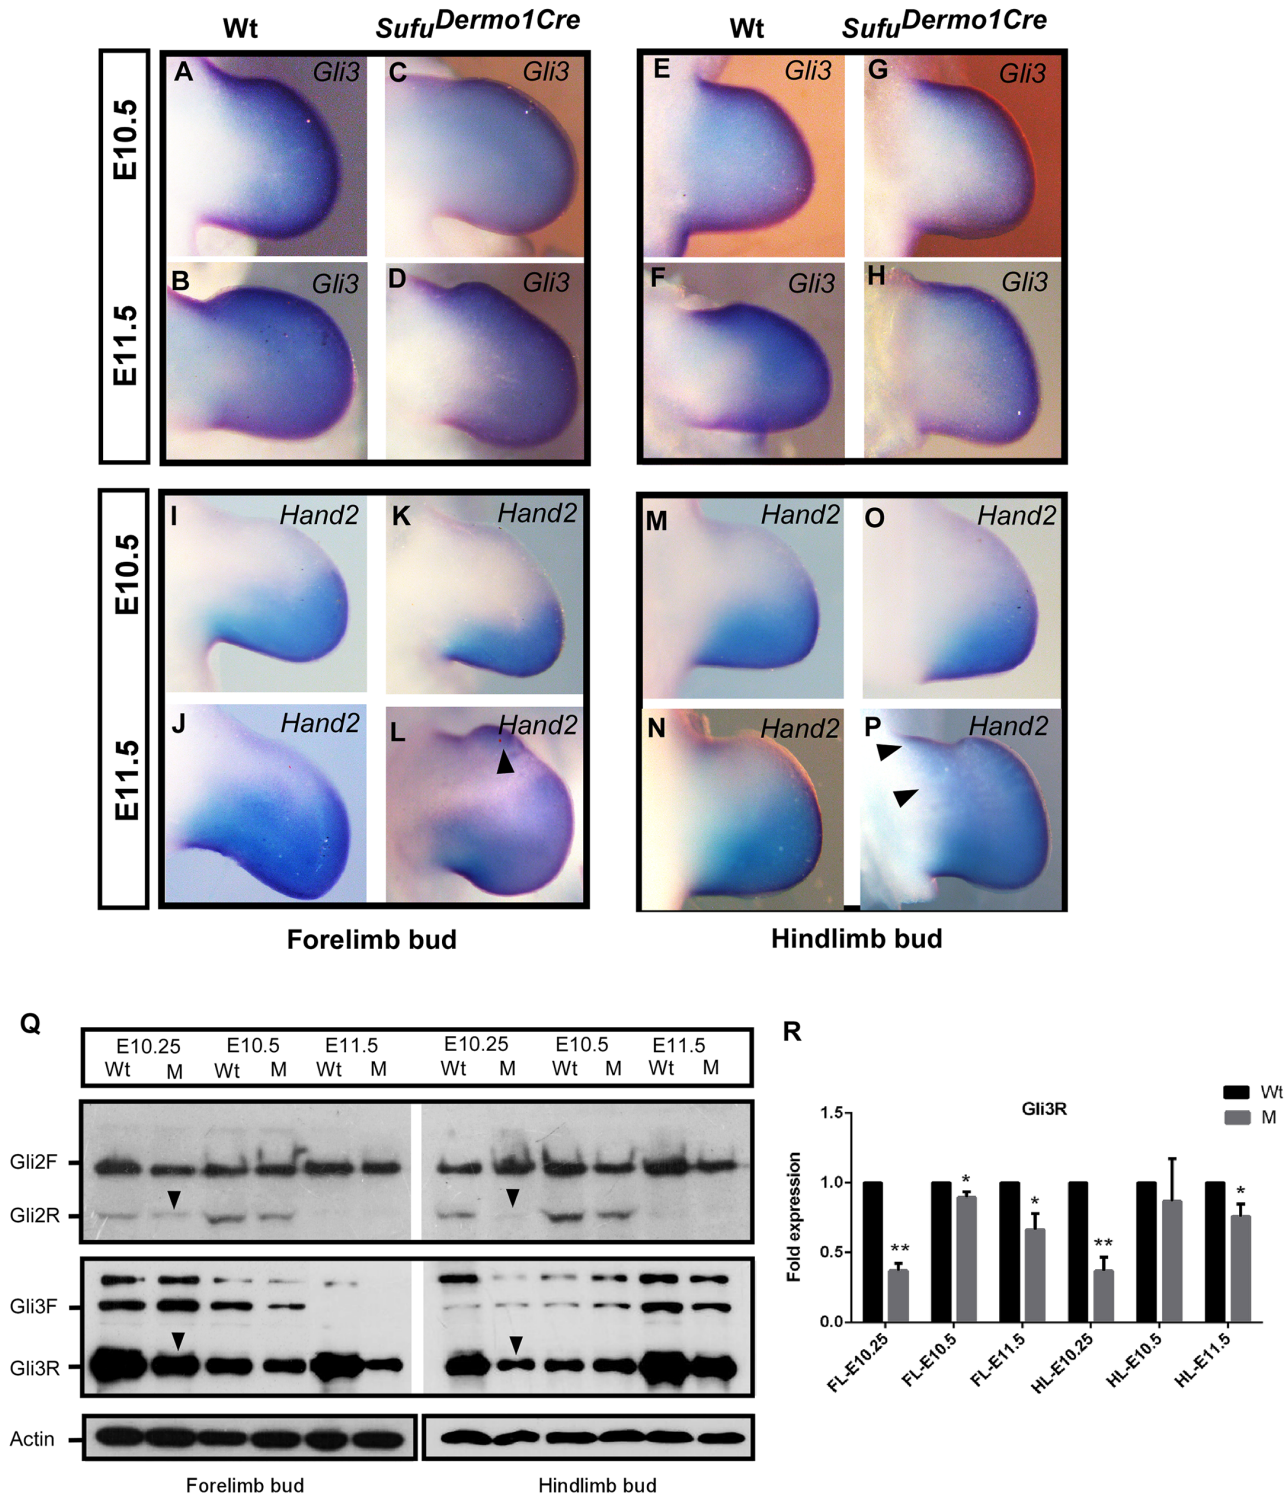 Wt Sufu Dermo1Cre Wt Sufu Dermo1Cre
E10.5
A Gli3 C Gli3 E Gli3 G Gli3
E11.5
B Gli3 D Gli3 F Gli3 H Gli3
E10.5
I Hand2 K Hand2 M Hand2 O Hand2
E11.5
J Hand2 L Hand2 N Hand2 P Hand2
Forelimb bud Hindlimb bud
Q
E10.25 E10.5 E11.5 E10.25 E10.5 E11.5
Wt M Wt M Wt M Wt M Wt M Wt M
Gli2F
Gli2R
Gli3F
Gli3R
Actin
Forelimb bud Hindlimb bud
R
Gli3R
Wt
M
Fold expression
1.5
1.0
0.5
0.0
** * * ** *
FL-E10.25 FL-E10.5 FL-E11.5 HL-E10.25 HL-E10.5 HL-E11.5